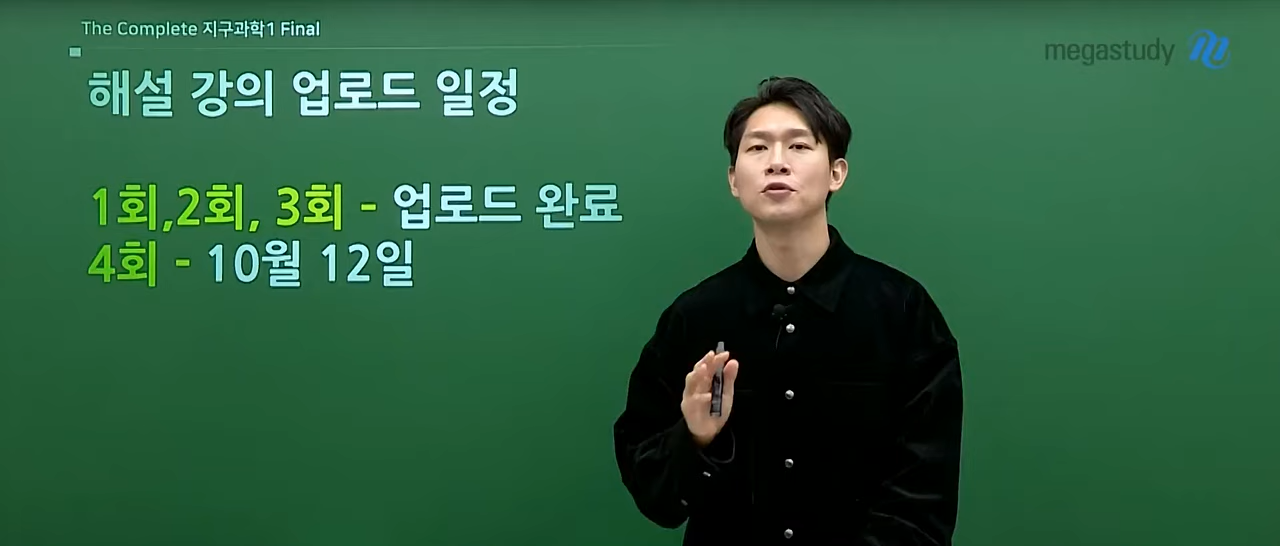 The Complete 지구과학1 Final
megastudy
해설 강의 업로드 일정
1회,2회, 3회 - 업로드 완료
4회 - 10월 12일